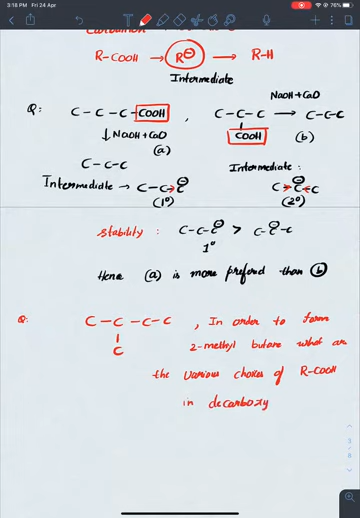 3:18 PM Fri 24 Apr
76%
R-COOH → R⊖ → R-H
Intermediate
Q: C-C-C-COOH , C-C-C NaOH+CaO → C-C-C
COOH (b)
↓ NaOH+CaO
(a)
C-C-C
Intermediate → C-C→C⊖
(1°)
Intermediate :
C→C⊖←C
(2°)
Stability : C-C-C⊖ > C-C⊖-C
1°
Hence (a) is more prefered than (b)
Q: C-C-C-C , In order to form
C
2-methyl butane what are
the various choices of R-COOH
in decarboxy
3
8